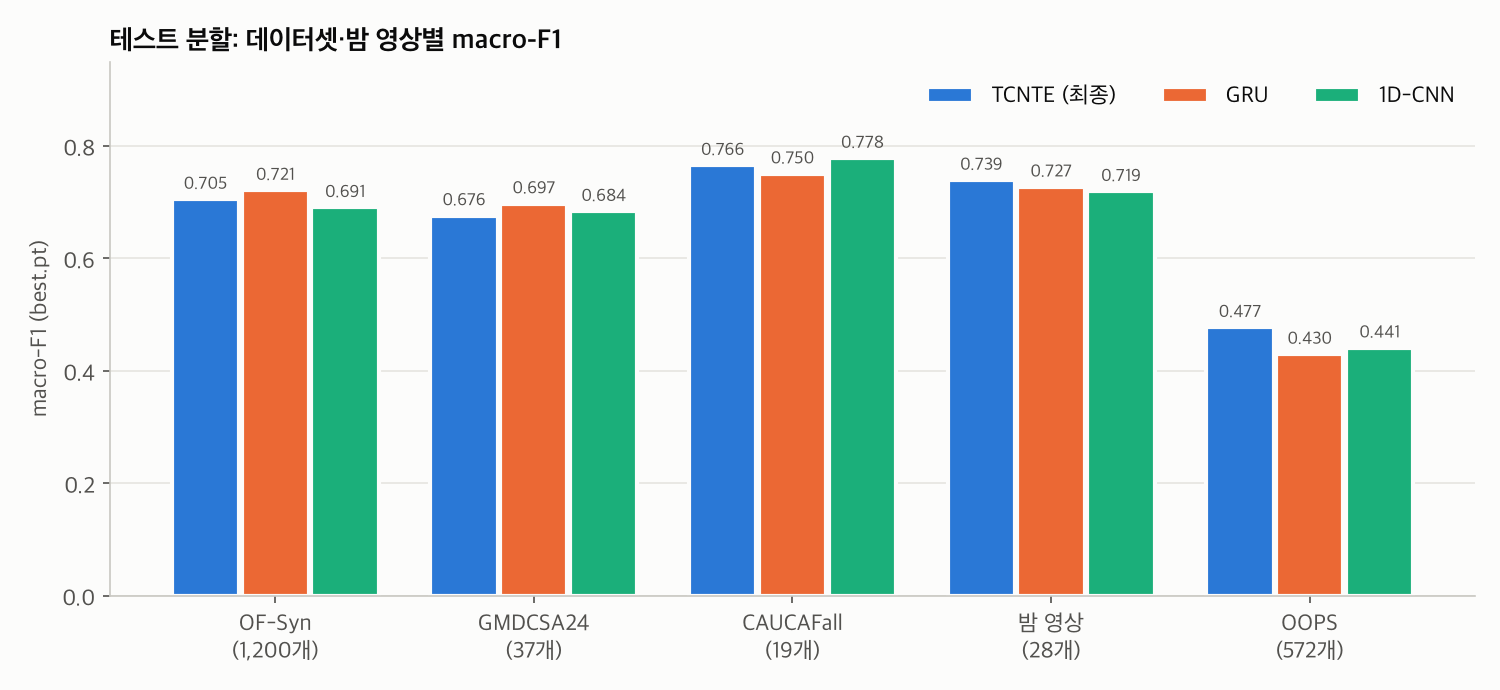 테스트 분할: 데이터셋·밤 영상별 macro-F1
TCNTE (최종) GRU 1D-CNN
macro-F1 (best.pt)
0.8
0.6
0.4
0.2
0.0
0.705 0.721 0.691
0.676 0.697 0.684
0.766 0.750 0.778
0.739 0.727 0.719
0.477 0.430 0.441
OF-Syn
(1,200개)
GMDCSA24
(37개)
CAUCAFall
(19개)
밤 영상
(28개)
OOPS
(572개)